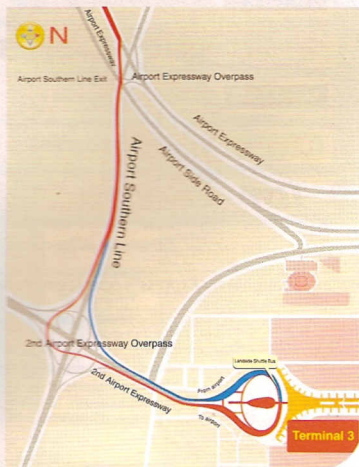 N
Airport Expressway
Airport Southern Line Exit
Airport Expressway Overpass
Airport Expressway
Airport Side Road
Airport Southern Line
2nd Airport Expressway Overpass
2nd Airport Expressway
From airport
Landside Shuttle Bus
To airport
Terminal 3